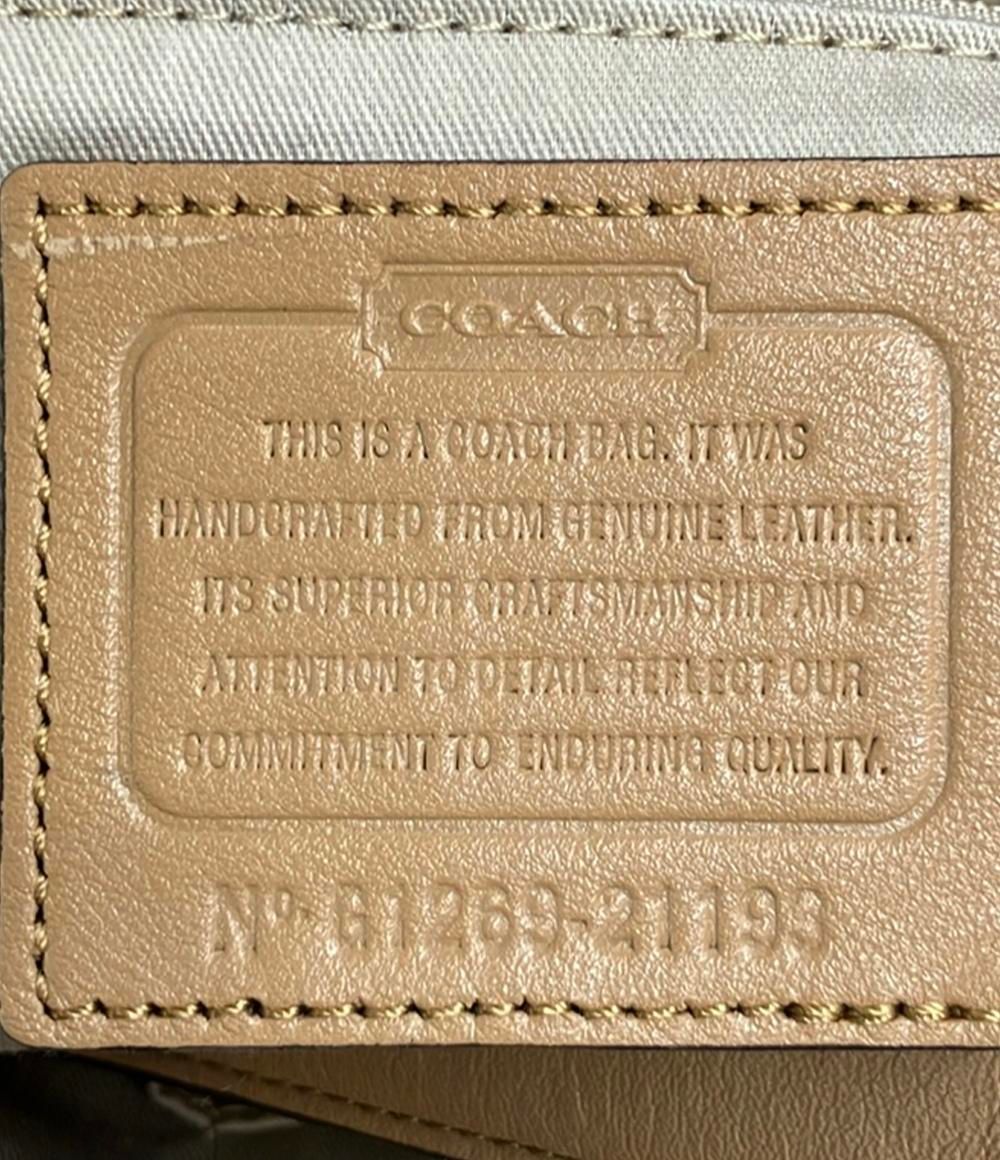 COACH
THIS IS A COACH BAG. IT WAS
HANDCRAFTED FROM GENUINE LEATHER.
ITS SUPERIOR CRAFTSMANSHIP AND
ATTENTION TO DETAIL REFLECT OUR
COMMITMENT TO ENDURING QUALITY.
Nº G1269-21193